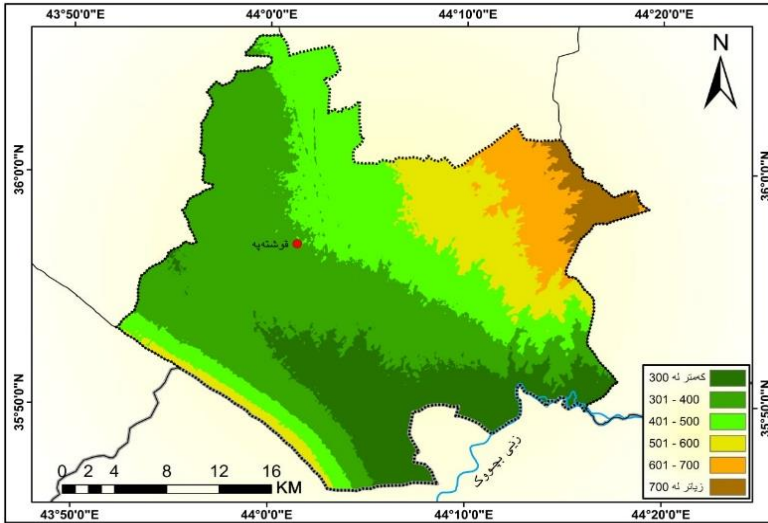 43°50'0"E
44°0'0"E
44°10'0"E
44°20'0"E
N
36°0'0"N
36°0'0"N
قوشتەپە
کەمتر لە 300
301 - 400
401 - 500
501 - 600
601 - 700
زیاتر لە 700
35°50'0"N
35°50'0"N
زێی بچووک
0 2 4 8 12 16
KM
43°50'0"E
44°0'0"E
44°10'0"E
44°20'0"E